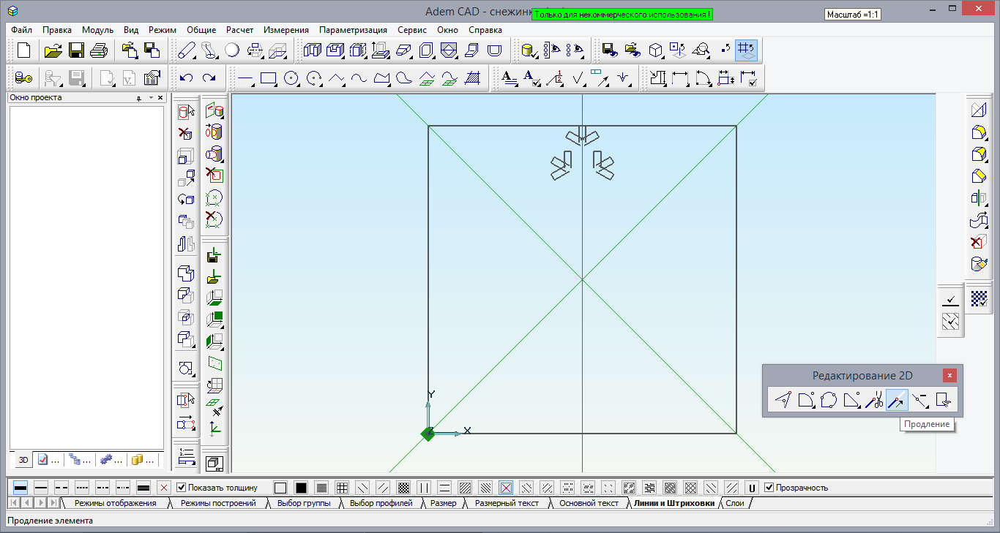 Adem CAD - снежинк
Только для некоммерческого использования !
Масштаб =1:1
Файл Правка Модуль Вид Режим Общие Расчет Измерения Параметризация Сервис Окно Справка
Окно проекта
Y
Z
X
Редактирование 2D
Продление
3D ... ... ... ...
Показать толщину
U
Прозрачность
Режимы отображения Режимы построений Выбор группы Выбор профилей Размер Размерный текст Основной текст Линии и Штриховки Слои
Продление элемента